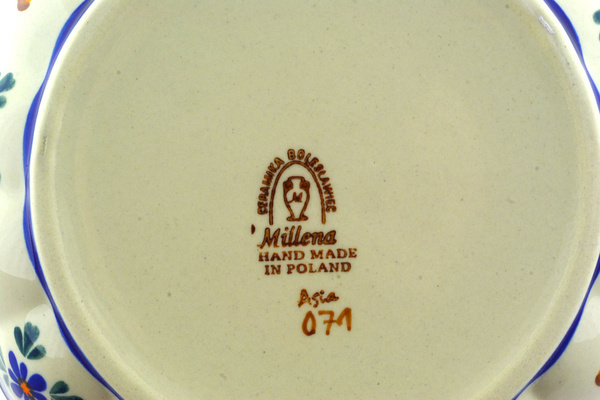 CERAMIKA BOLESŁAWIEC
M
Millena
HAND MADE
IN POLAND
Asia
071